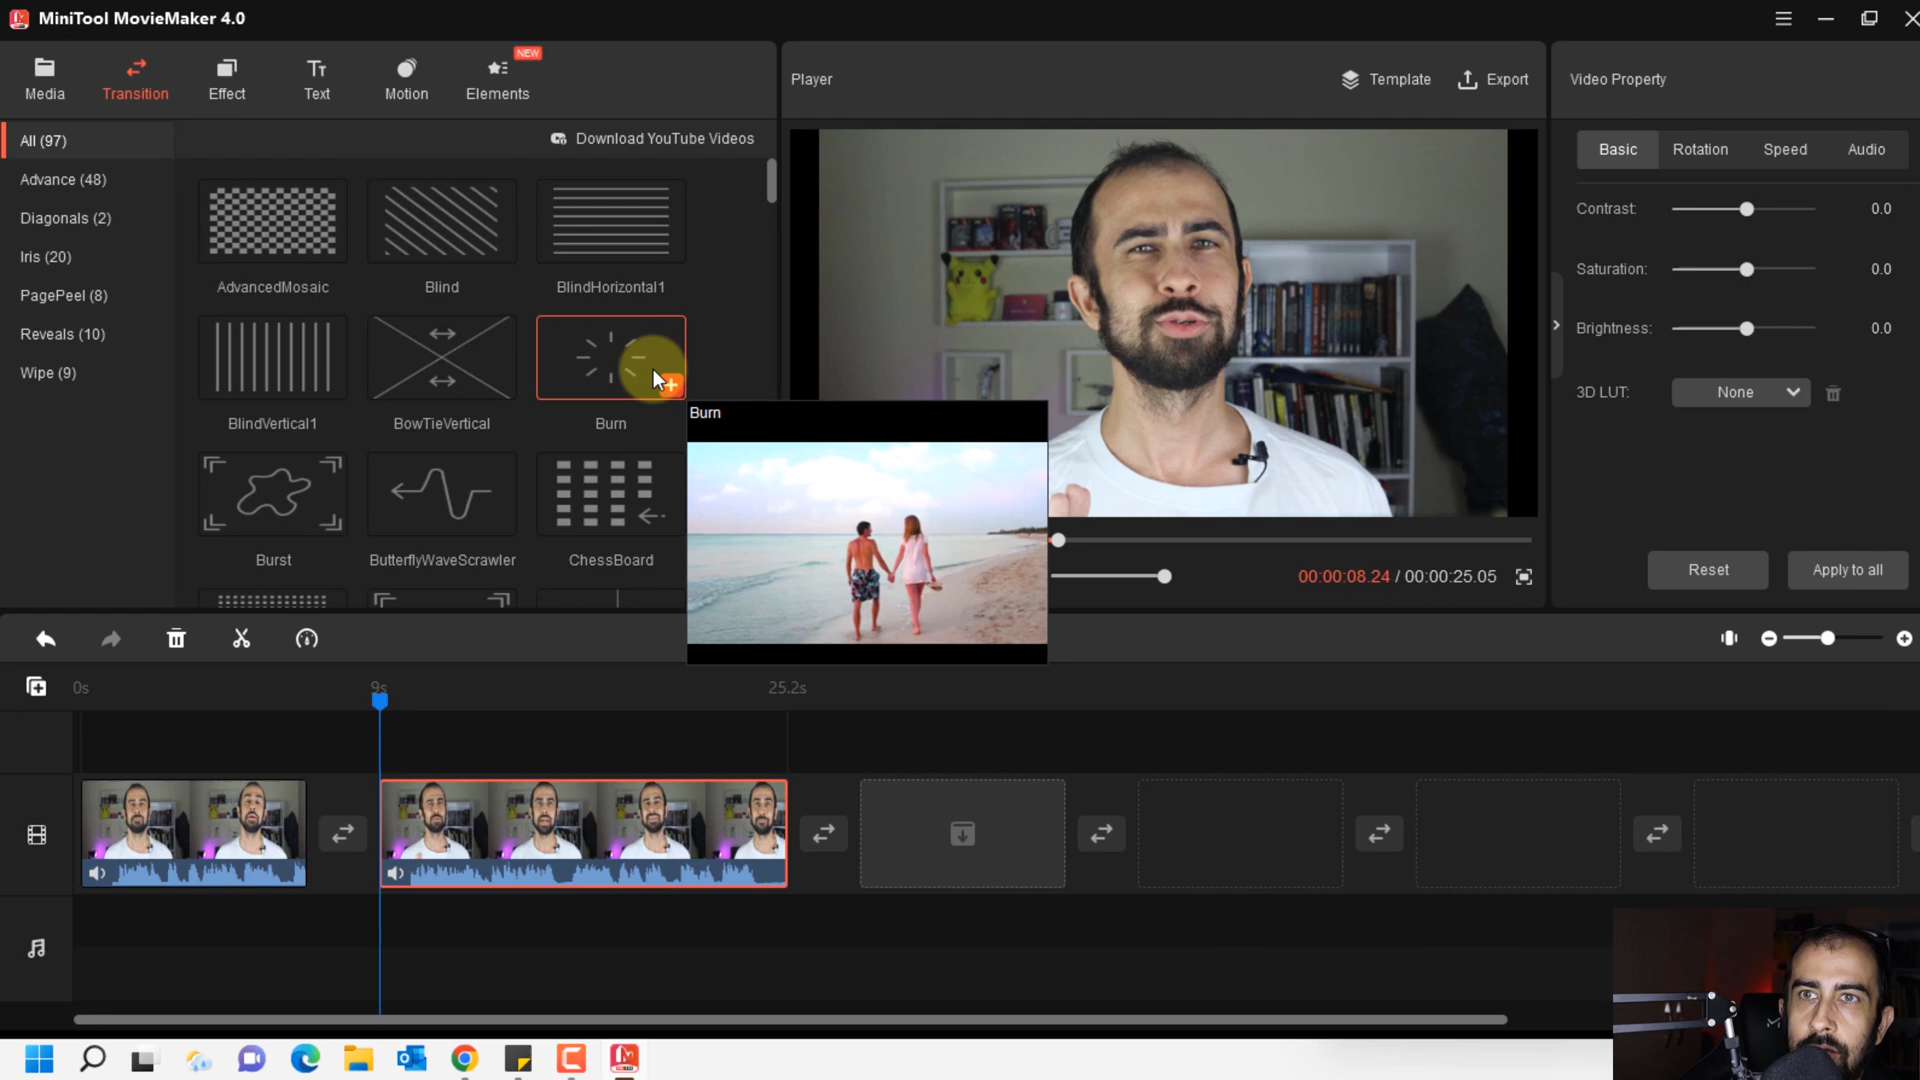 MiniTool MovieMaker 4.0
Media
Transition
Effect
Text
Motion
Elements
NEW
Player
Template
Export
Video Property
All (97)
Advance (48)
Diagonals (2)
Iris (20)
PagePeel (8)
Reveals (10)
Wipe (9)
Download YouTube Videos
AdvancedMosaic
Blind
BlindHorizontal1
BlindVertical1
BowTieVertical
Burn
Burst
ButterflyWaveScrawler
ChessBoard
Burn
00:00:08.24 / 00:00:25.05
Basic
Rotation
Speed
Audio
Contrast:
0.0
Saturation:
0.0
Brightness:
0.0
3D LUT:
None
Reset
Apply to all
0s
9s
25.2s